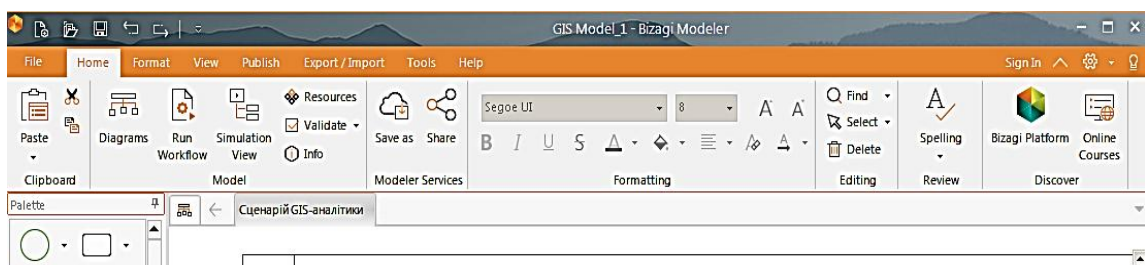 GIS Model_1 - Bizagi Modeler
File Home Format View Publish Export / Import Tools Help Sign In
Paste
Clipboard
Diagrams
Run
Workflow
Simulation
View
Resources
Validate
Info
Model
Save as
Share
Modeler Services
Segoe UI 8 A A
B I U S A A
Formatting
Find
Select
Delete
Editing
Spelling
Review
Bizagi Platform
Online
Courses
Discover
Palette
Сценарій GIS-аналітики